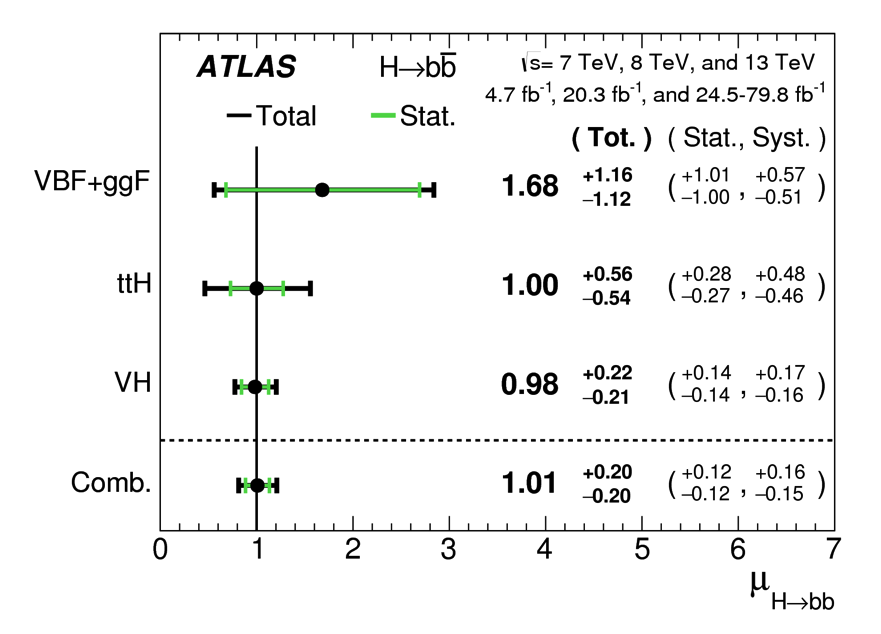 ATLAS H→bb̅ √s= 7 TeV, 8 TeV, and 13 TeV
4.7 fb⁻¹, 20.3 fb⁻¹, and 24.5-79.8 fb⁻¹
Total Stat.
( Tot. ) ( Stat., Syst. )
VBF+ggF 1.68 +1.16 −1.12 ( +1.01 −1.00 , +0.57 −0.51 )
ttH 1.00 +0.56 −0.54 ( +0.28 −0.27 , +0.48 −0.46 )
VH 0.98 +0.22 −0.21 ( +0.14 −0.14 , +0.17 −0.16 )
Comb. 1.01 +0.20 −0.20 ( +0.12 −0.12 , +0.16 −0.15 )
0 1 2 3 4 5 6 7
μ H→bb